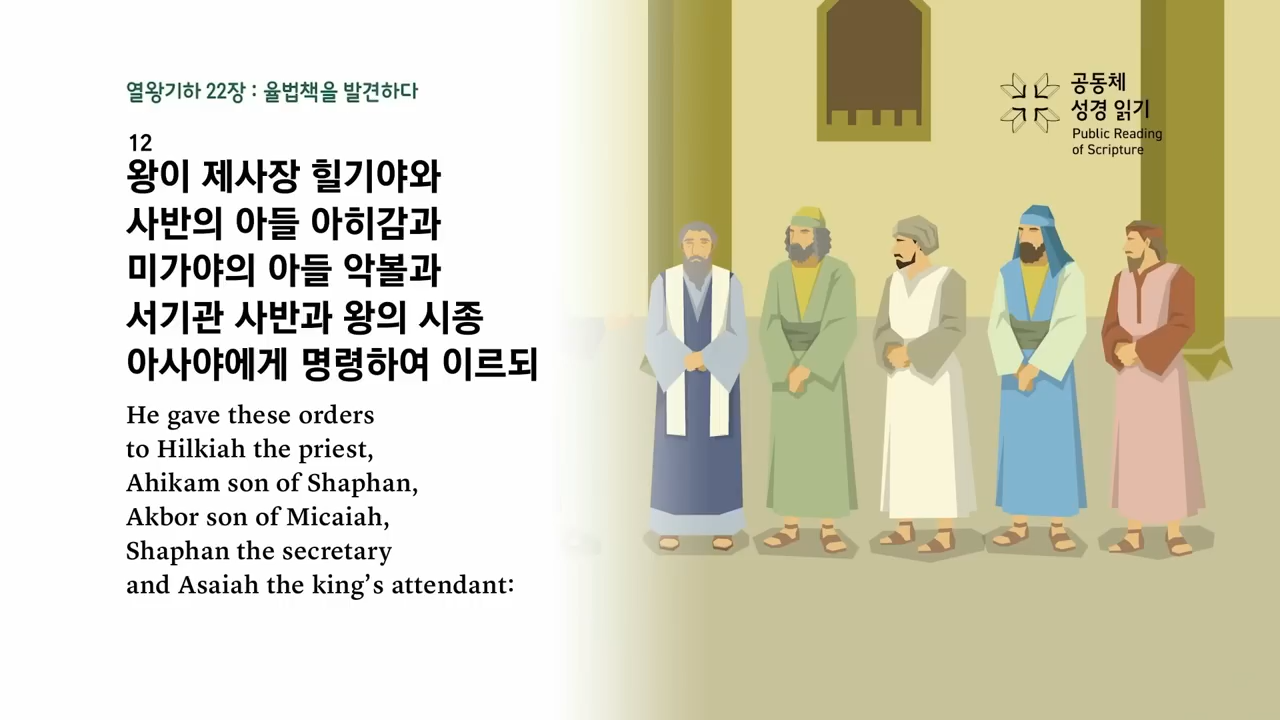 열왕기하 22장 : 율법책을 발견하다
12
왕이 제사장 힐기야와
사반의 아들 아히감과
미가야의 아들 악볼과
서기관 사반과 왕의 시종
아사야에게 명령하여 이르되
He gave these orders
to Hilkiah the priest,
Ahikam son of Shaphan,
Akbor son of Micaiah,
Shaphan the secretary
and Asaiah the king’s attendant:
공동체
성경 읽기
Public Reading
of Scripture